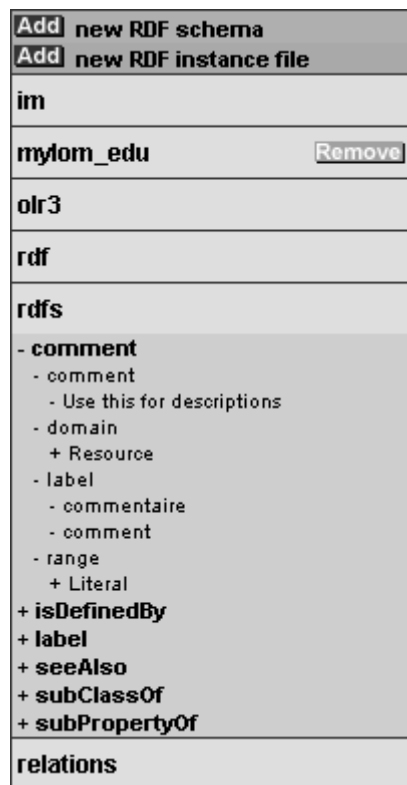 Add new RDF schema
Add new RDF instance file
im
mylom_edu Remove
olr3
rdf
rdfs
- comment
- comment
- Use this for descriptions
- domain
+ Resource
- label
- commentaire
- comment
- range
+ Literal
+ isDefinedBy
+ label
+ seeAlso
+ subClassOf
+ subPropertyOf
relations